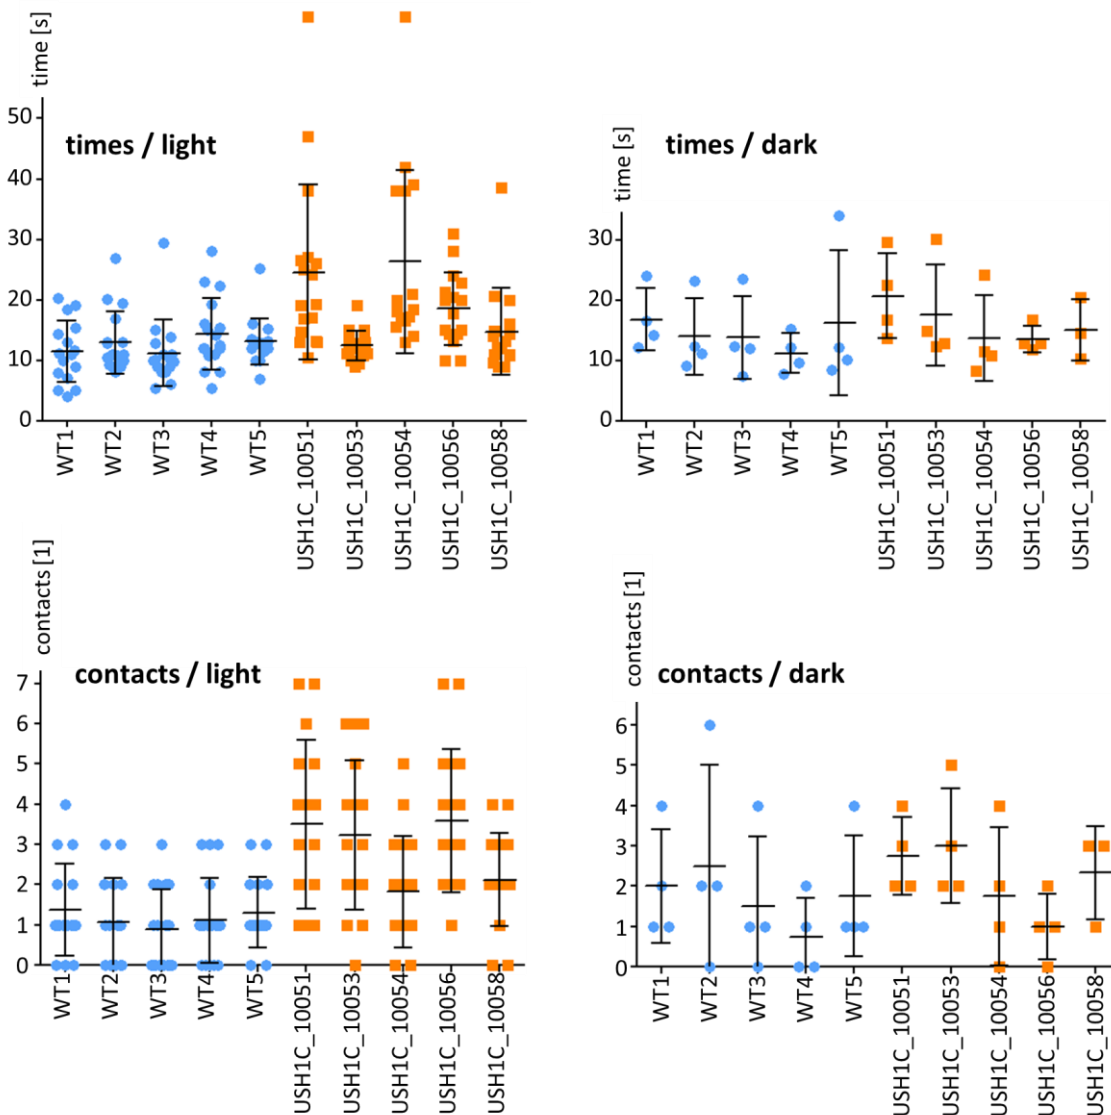 time [s]
times / light
50
40
30
20
10
0
WT1
WT2
WT3
WT4
WT5
USH1C_10051
USH1C_10053
USH1C_10054
USH1C_10056
USH1C_10058
time [s]
times / dark
30
20
10
0
WT1
WT2
WT3
WT4
WT5
USH1C_10051
USH1C_10053
USH1C_10054
USH1C_10056
USH1C_10058
contacts [1]
contacts / light
7
6
5
4
3
2
1
0
WT1
WT2
WT3
WT4
WT5
USH1C_10051
USH1C_10053
USH1C_10054
USH1C_10056
USH1C_10058
contacts [1]
contacts / dark
6
5
4
3
2
1
0
WT1
WT2
WT3
WT4
WT5
USH1C_10051
USH1C_10053
USH1C_10054
USH1C_10056
USH1C_10058